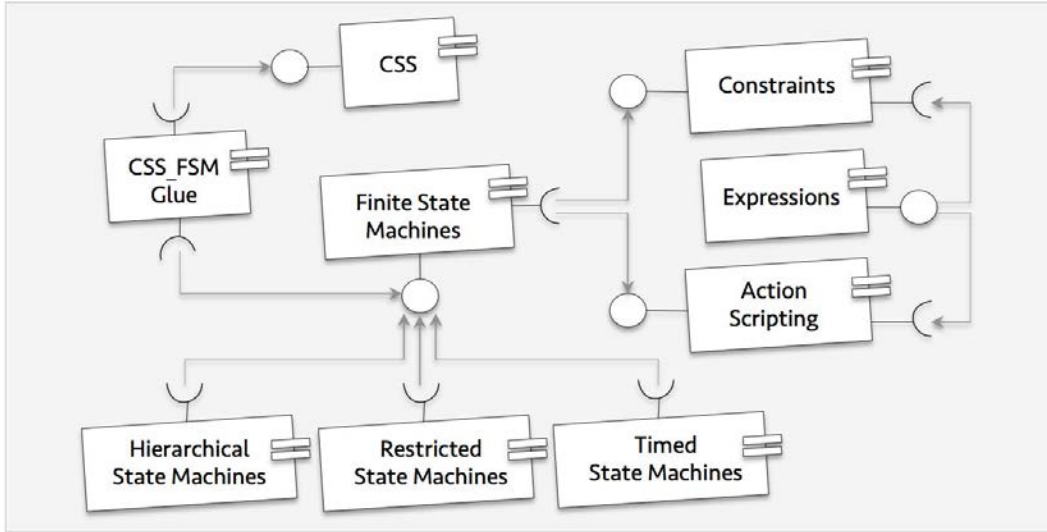 CSS
Constraints
CSS_FSM
Glue
Finite State
Machines
Expressions
Action
Scripting
Hierarchical
State Machines
Restricted
State Machines
Timed
State Machines